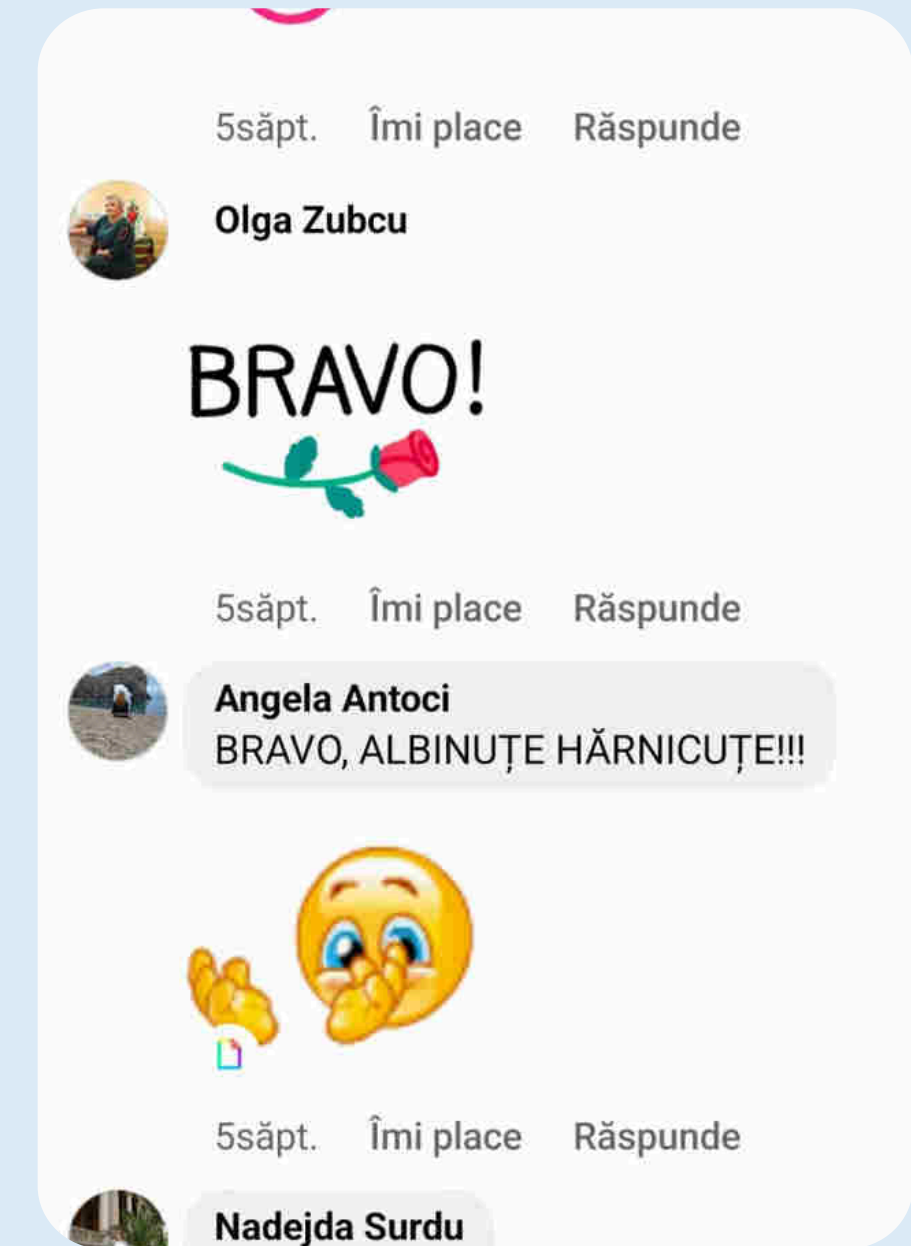 5săpt. Îmi place Răspunde
Olga Zubcu
BRAVO!
5săpt. Îmi place Răspunde
Angela Antoci
BRAVO, ALBINUȚE HĂRNICUȚE!!!
5săpt. Îmi place Răspunde
Nadejda Surdu